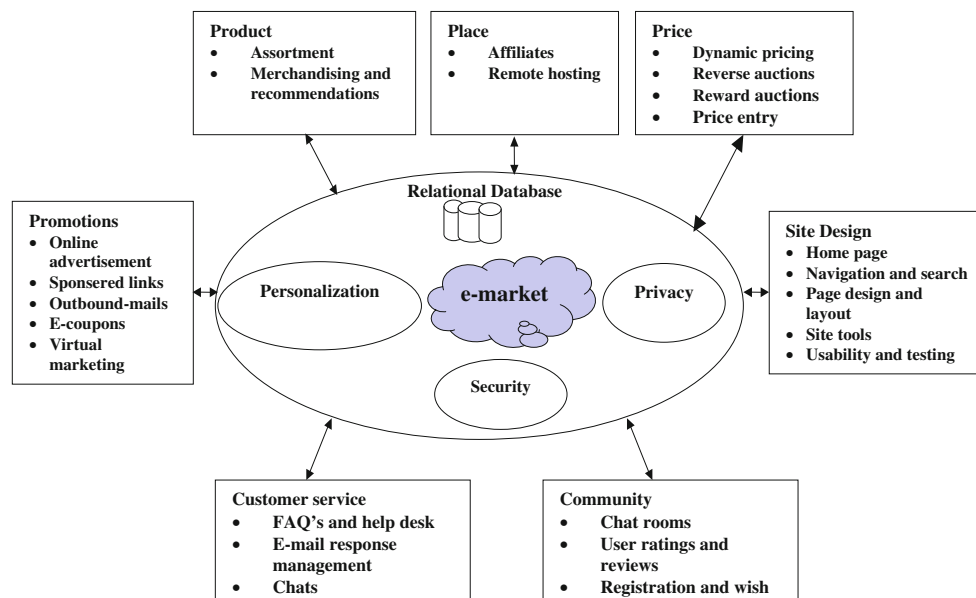 Product
• Assortment
• Merchandising and
recommendations
Place
• Affiliates
• Remote hosting
Price
• Dynamic pricing
• Reverse auctions
• Reward auctions
• Price entry
Relational Database
Promotions
• Online
advertisement
• Sponsered links
• Outbound-mails
• E-coupons
• Virtual
marketing
Personalization
e-market
Privacy
Security
Site Design
• Home page
• Navigation and search
• Page design and
layout
• Site tools
• Usability and testing
Customer service
• FAQ's and help desk
• E-mail response
management
• Chats
Community
• Chat rooms
• User ratings and
reviews
• Registration and wish